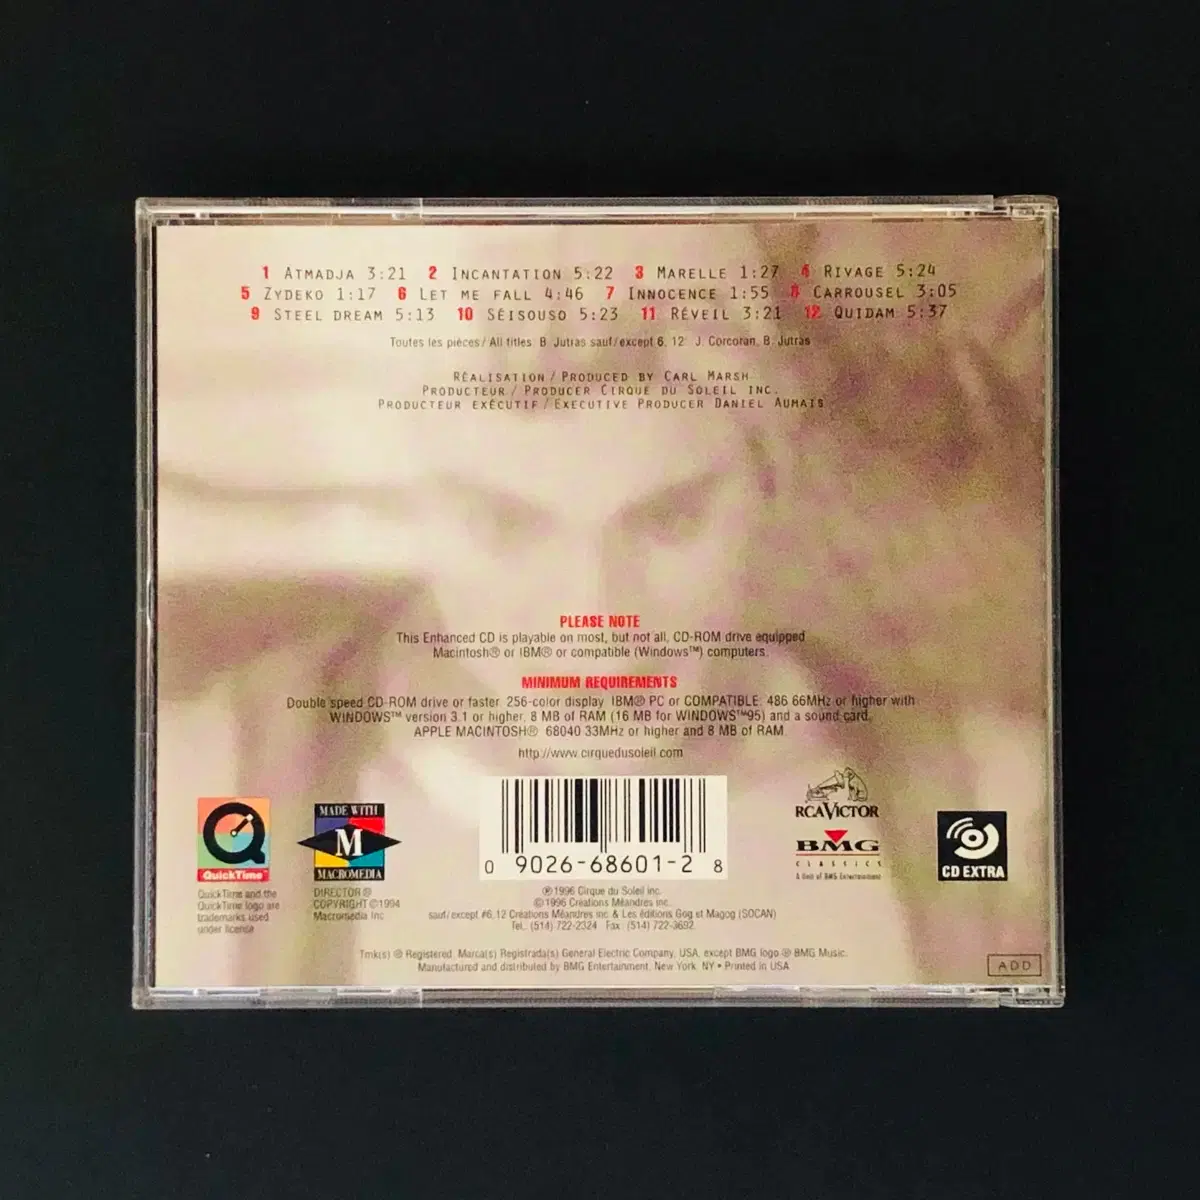 1 ATMADJA 3:21 2 INCANTATION 5:22 3 MARELLE 1:27 4 RIVAGE 5:24
5 ZYDEKO 1:17 6 LET ME FALL 4:46 7 INNOCENCE 1:55 8 CARROUSEL 3:05
9 STEEL DREAM 5:13 10 SEISOUSO 5:23 11 RÉVEIL 3:21 12 QUIDAM 5:37
Toutes les pièces / All titles B. Jutras sauf / except 6, 12 J. Corcoran, B. Jutras
RÉALISATION / PRODUCED BY CARL MARSH
PRODUCTEUR / PRODUCER CIRQUE DU SOLEIL INC.
PRODUCTEUR EXÉCUTIF / EXECUTIVE PRODUCER DANIEL AUMAIS
PLEASE NOTE
This Enhanced CD is playable on most, but not all, CD-ROM drive equipped
Macintosh® or IBM® or compatible (Windows™) computers.
MINIMUM REQUIREMENTS
Double speed CD-ROM drive or faster. 256-color display. IBM® PC or COMPATIBLE: 486 66MHz or higher with
WINDOWS™ version 3.1 or higher. 8 MB of RAM (16 MB for WINDOWS™95) and a sound card.
APPLE MACINTOSH® 68040 33MHz or higher and 8 MB of RAM.
http://www.cirquedusoleil.com
QuickTime™
QuickTime and the
QuickTime logo are
trademarks used
under license
MADE WITH
M
MACROMEDIA
DIRECTOR ®
COPYRIGHT ©1994
Macromedia Inc
0 9026-68601-2 8
℗ 1996 Cirque du Soleil inc.
© 1996 Créations Méandres inc.
sauf / except #6, 12 Créations Méandres inc & Les éditions Gog et Magog (SOCAN)
Tel.: (514) 722-2324 Fax: (514) 722-3692
RCA VICTOR
BMG
CLASSICS
A Unit of BMG Entertainment
CD EXTRA
Tmk(s) ® Registered. Marca(s) Registrada(s) General Electric Company, USA, except BMG logo ® BMG Music.
Manufactured and distributed by BMG Entertainment, New York, NY • Printed in USA
ADD